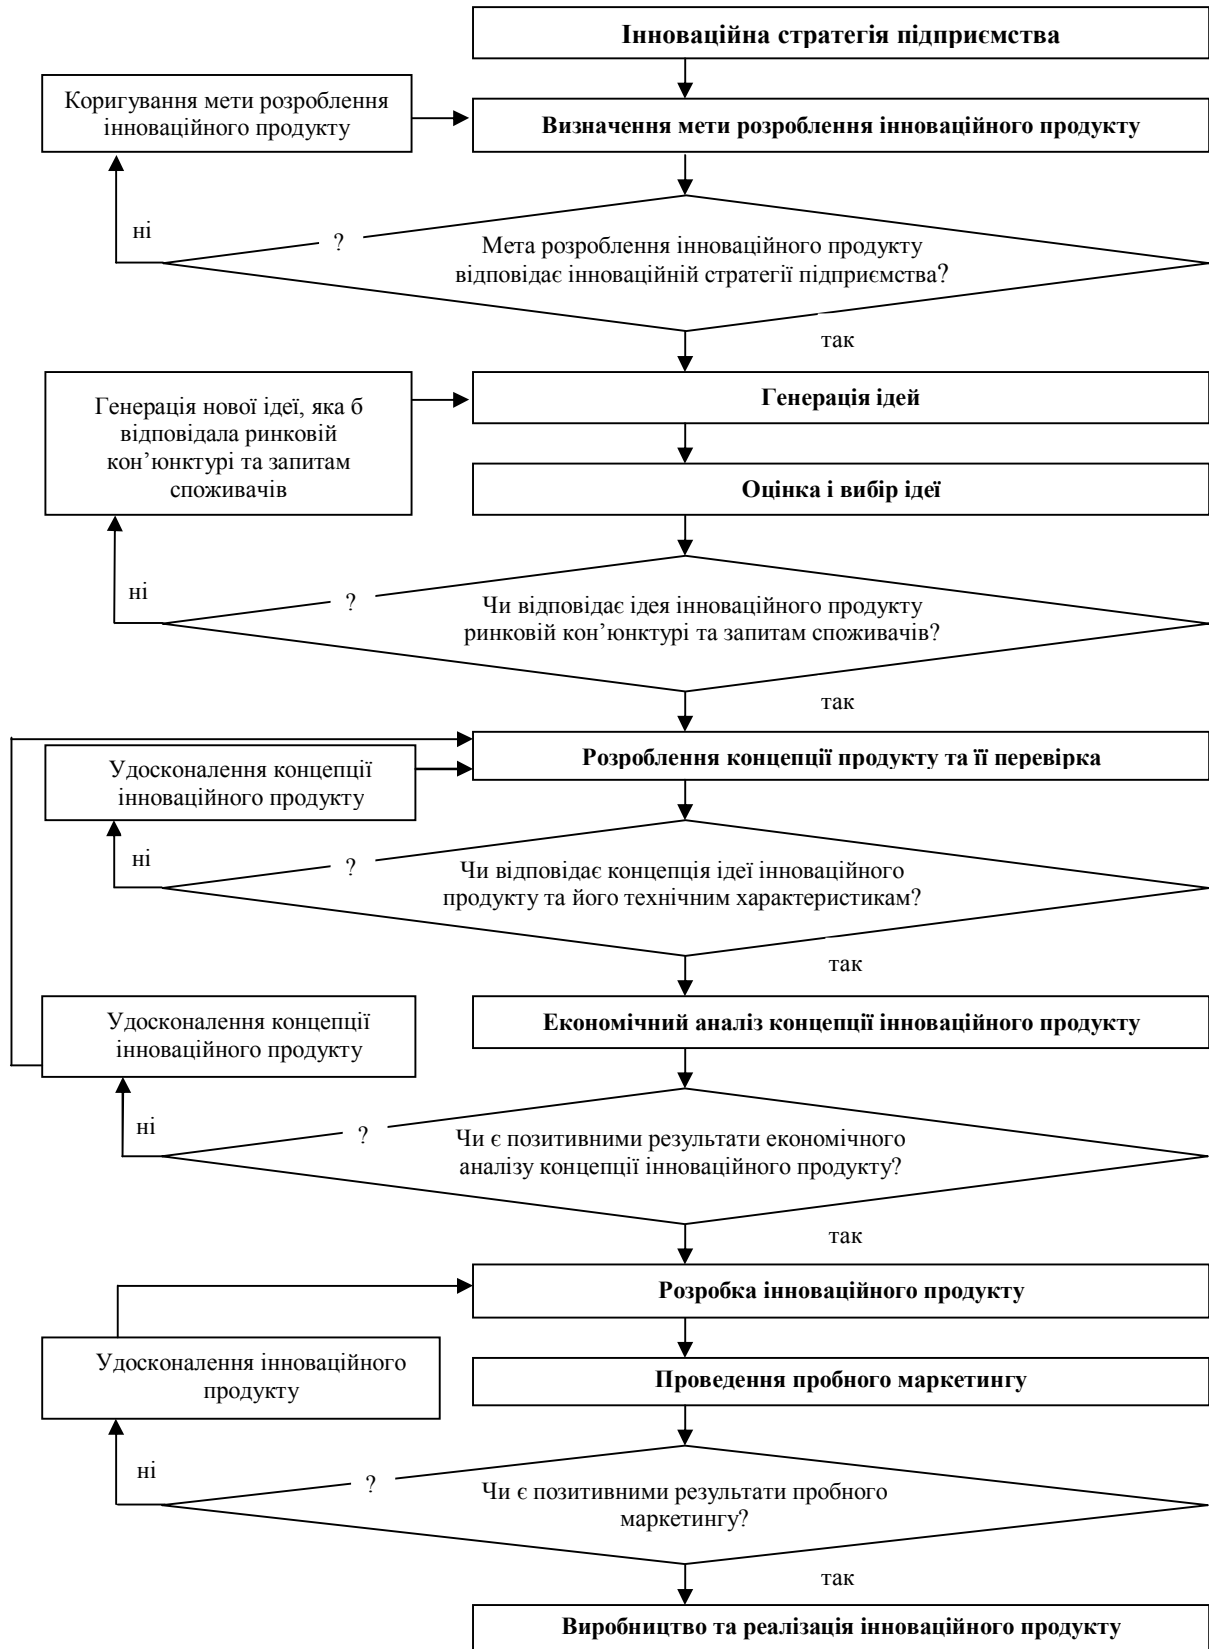 Інноваційна стратегія підприємства
Коригування мети розроблення
інноваційного продукту
Визначення мети розроблення інноваційного продукту
ні
?
Мета розроблення інноваційного продукту
відповідає інноваційній стратегії підприємства?
так
Генерація нової ідеї, яка б
відповідала ринковій
кон’юнктурі та запитам
споживачів
Генерація ідей
Оцінка і вибір ідеї
ні
?
Чи відповідає ідея інноваційного продукту
ринковій кон’юнктурі та запитам споживачів?
так
Розроблення концепції продукту та її перевірка
Удосконалення концепції
інноваційного продукту
ні
?
Чи відповідає концепція ідеї інноваційного
продукту та його технічним характеристикам?
так
Удосконалення концепції
інноваційного продукту
Економічний аналіз концепції інноваційного продукту
ні
?
Чи є позитивними результати економічного
аналізу концепції інноваційного продукту?
так
Розробка інноваційного продукту
Удосконалення інноваційного
продукту
Проведення пробного маркетингу
ні
?
Чи є позитивними результати пробного
маркетингу?
так
Виробництво та реалізація інноваційного продукту